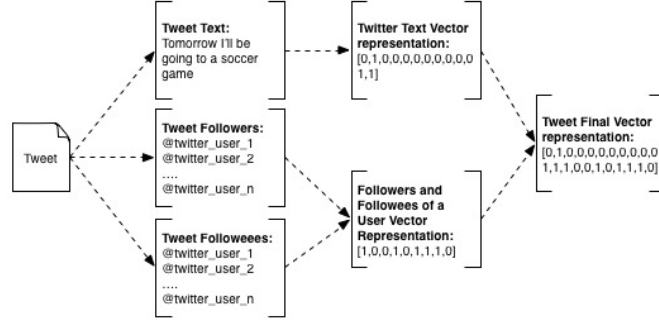 Tweet
Tweet Text:
Tomorrow I'll be
going to a soccer
game
Tweet Followers:
@twitter_user_1
@twitter_user_2
....
@twitter_user_n
Tweet Followeees:
@twitter_user_1
@twitter_user_2
....
@twitter_user_n
Twitter Text Vector
representation:
[0,1,0,0,0,0,0,0,0,0,0
1,1]
Followers and
Followees of a
User Vector
Representation:
[1,0,0,1,0,1,1,1,0]
Tweet Final Vector
representation:
[0,1,0,0,0,0,0,0,0,0,0
1,1,1,0,0,1,0,1,1,1,0]